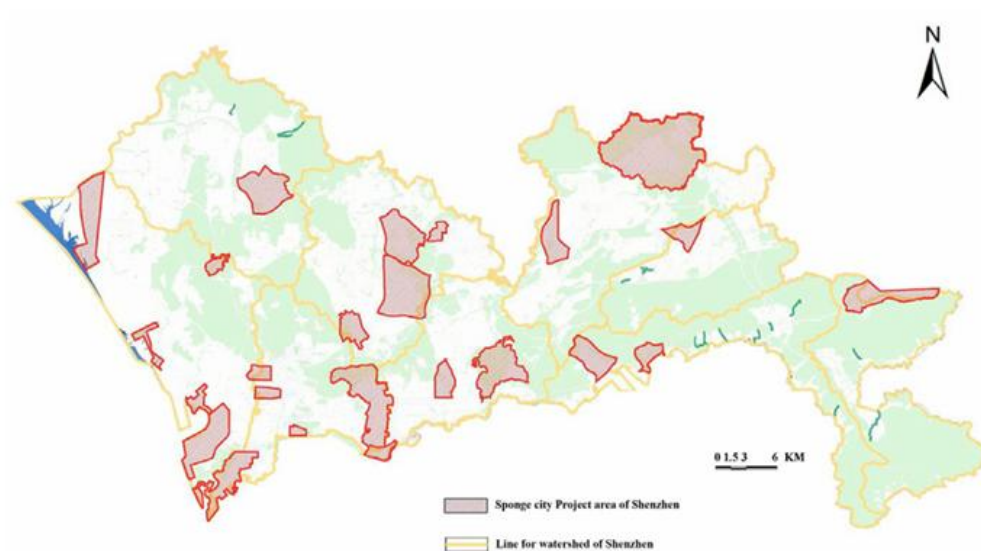 N
0 1.5 3 6 KM
Sponge city Project area of Shenzhen
Line for watershed of Shenzhen